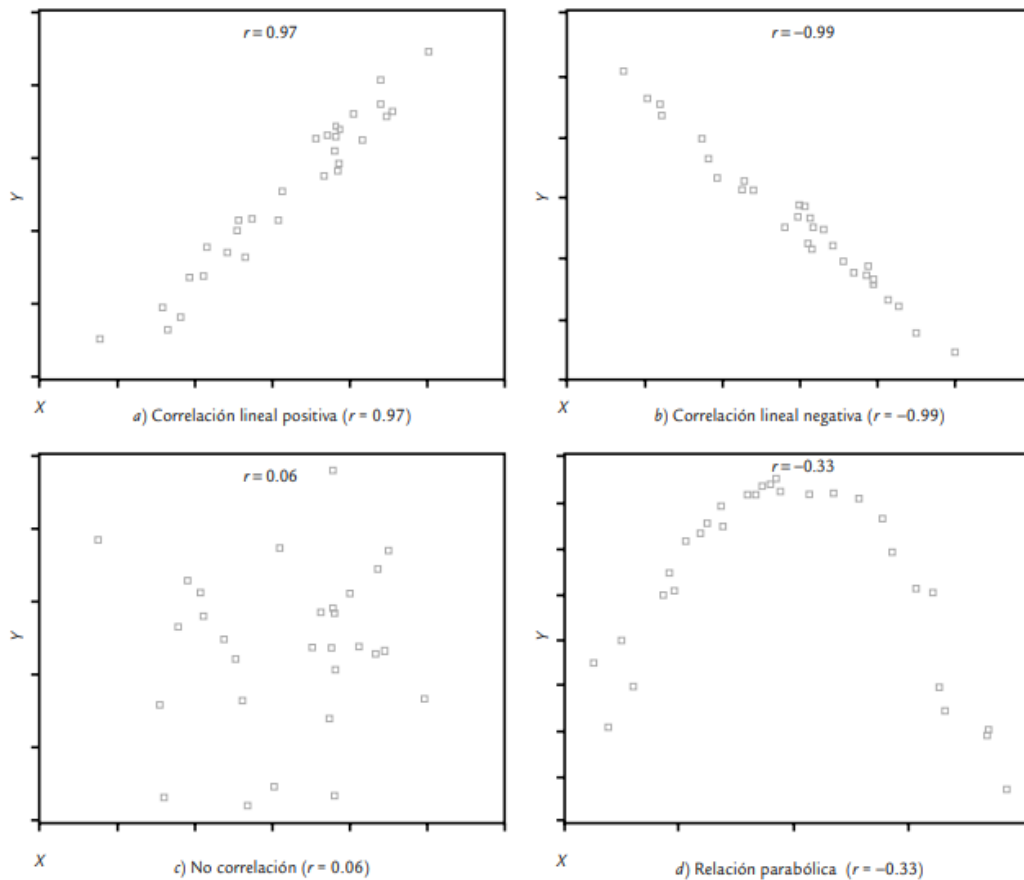 r = 0.97
Y
X
a) Correlación lineal positiva (r = 0.97)
r = −0.99
Y
X
b) Correlación lineal negativa (r = −0.99)
r = 0.06
Y
X
c) No correlación (r = 0.06)
r = −0.33
Y
X
d) Relación parabólica (r = −0.33)